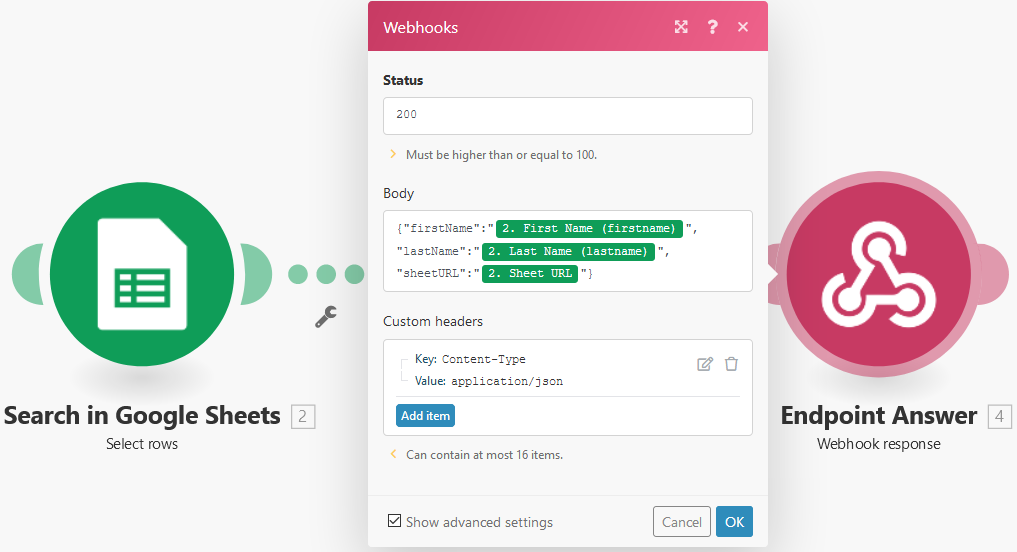 Webhooks
?
Status
200
Must be higher than or equal to 100.
Body
{"firstName":" 2. First Name (firstname) ",
"lastName":" 2. Last Name (lastname) ",
"sheetURL":" 2. Sheet URL "}
Custom headers
Key: Content-Type
Value: application/json
Add item
Can contain at most 16 items.
Show advanced settings
Cancel
OK
Search in Google Sheets 2
Select rows
Endpoint Answer 4
Webhook response